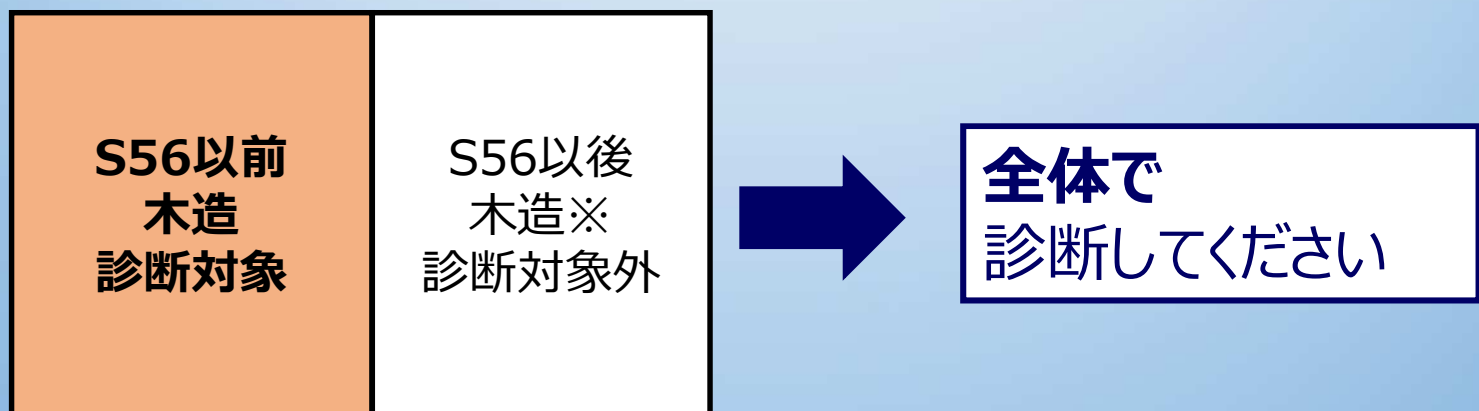 S56以前
木造
診断対象
S56以後
木造※
診断対象外
全体で
診断してください